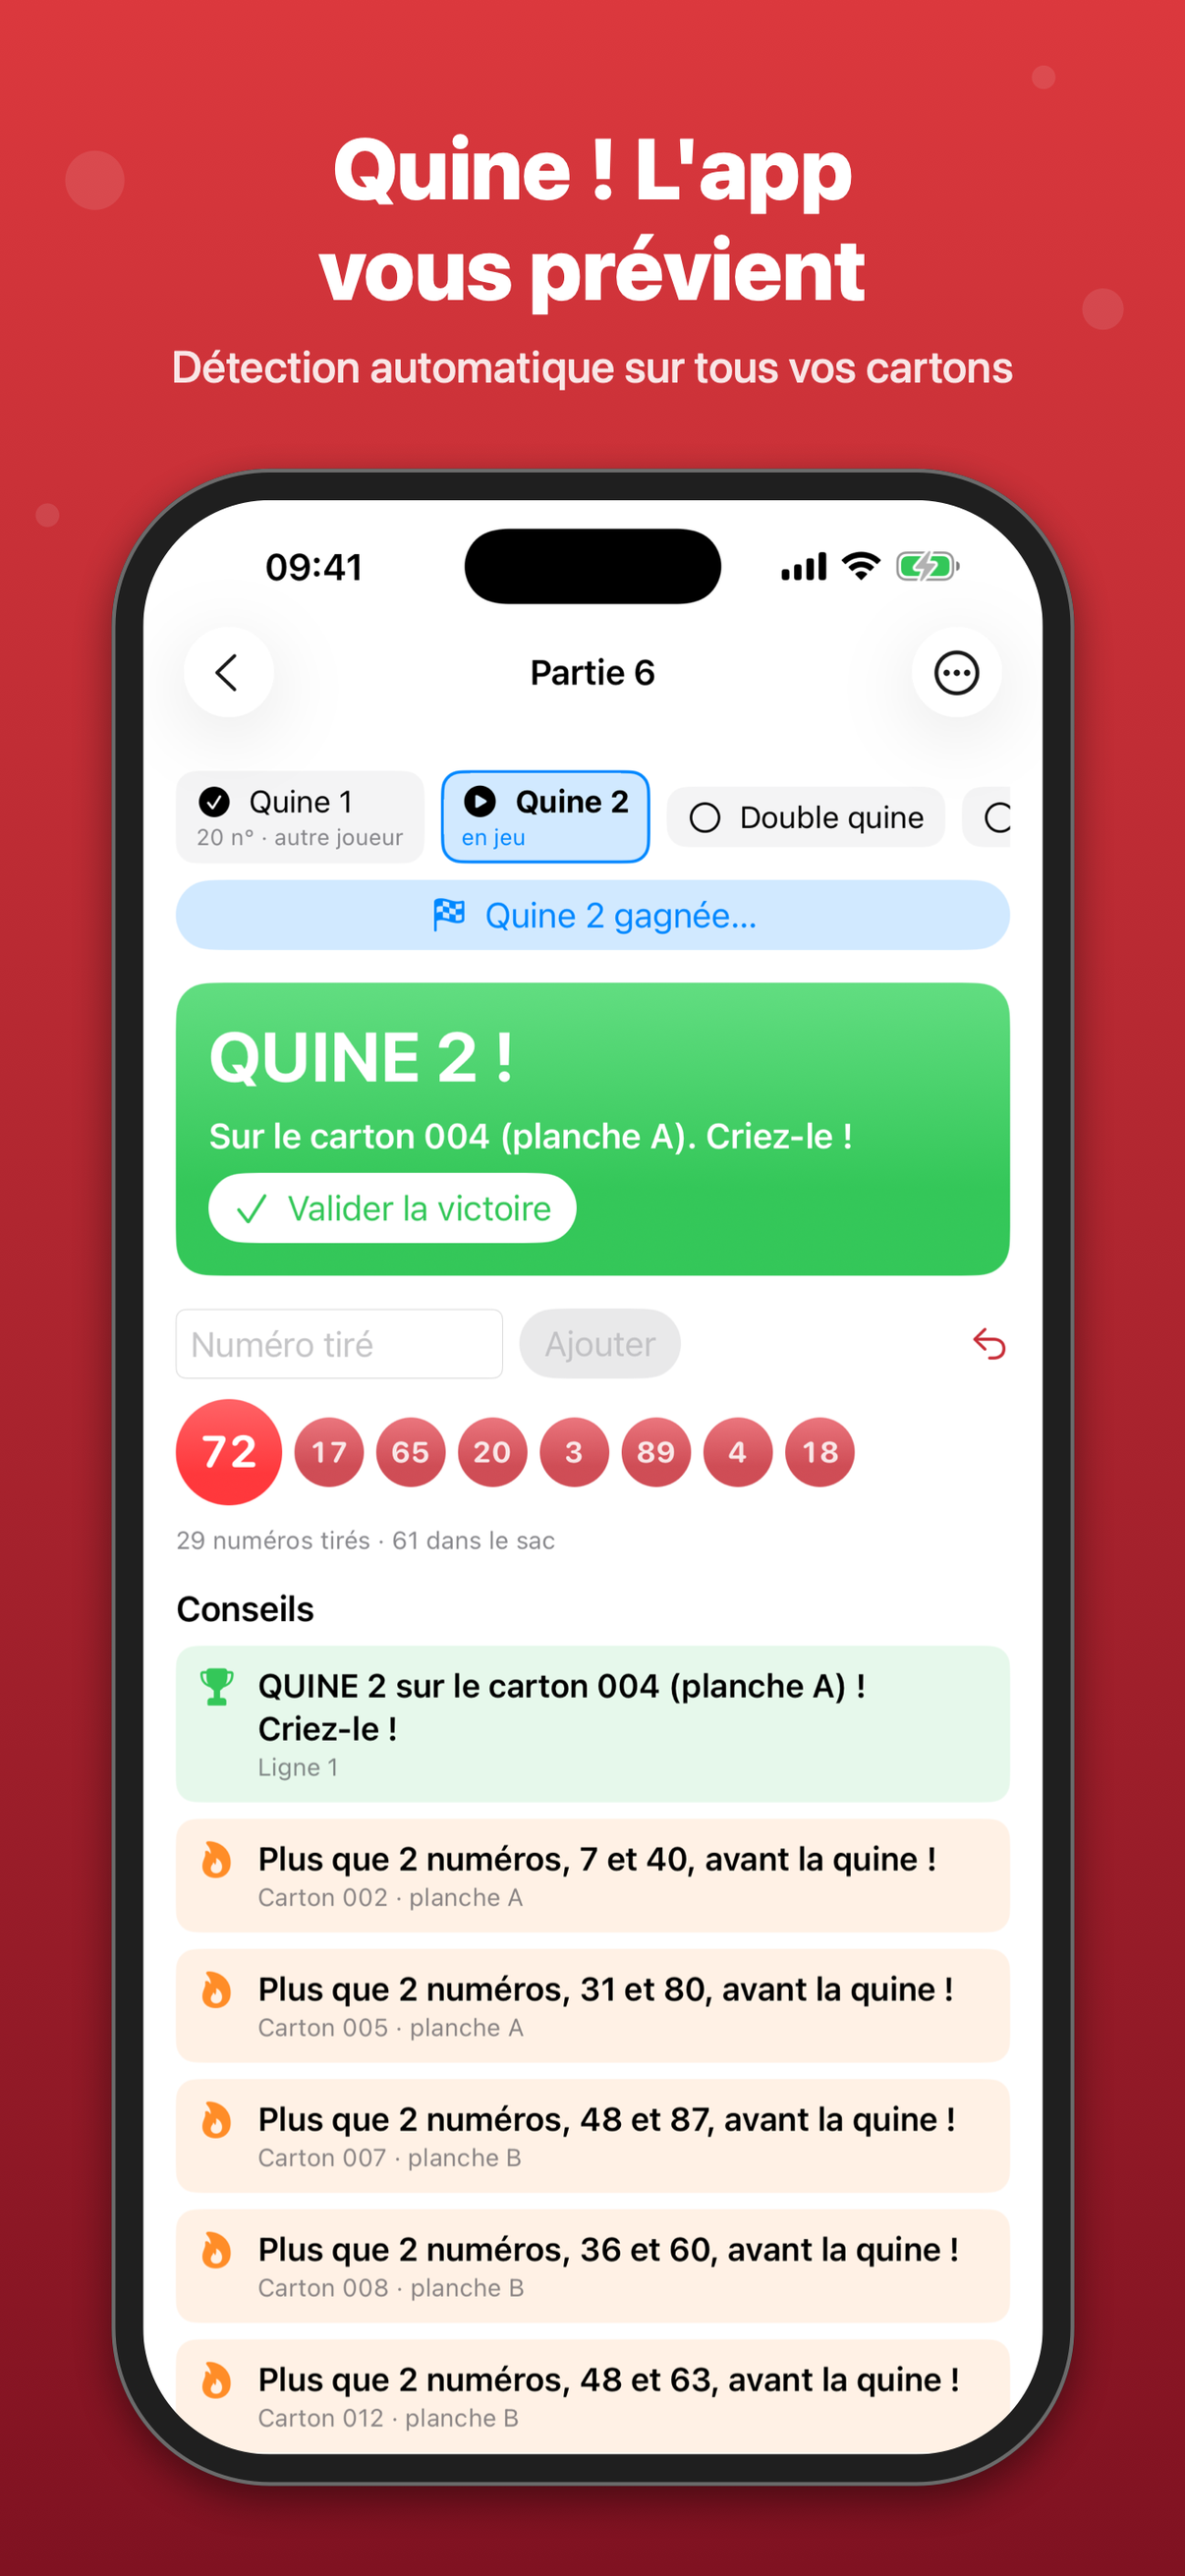 Quine ! L'app
vous prévient
Détection automatique sur tous vos cartons
09:41
Partie 6
Quine 1
20 n° · autre joueur
Quine 2
en jeu
Double quine
Quine 2 gagnée...
QUINE 2 !
Sur le carton 004 (planche A). Criez-le !
Valider la victoire
Numéro tiré
Ajouter
72 17 65 20 3 89 4 18
29 numéros tirés · 61 dans le sac
Conseils
QUINE 2 sur le carton 004 (planche A) !
Criez-le !
Ligne 1
Plus que 2 numéros, 7 et 40, avant la quine !
Carton 002 · planche A
Plus que 2 numéros, 31 et 80, avant la quine !
Carton 005 · planche A
Plus que 2 numéros, 48 et 87, avant la quine !
Carton 007 · planche B
Plus que 2 numéros, 36 et 60, avant la quine !
Carton 008 · planche B
Plus que 2 numéros, 48 et 63, avant la quine !
Carton 012 · planche B